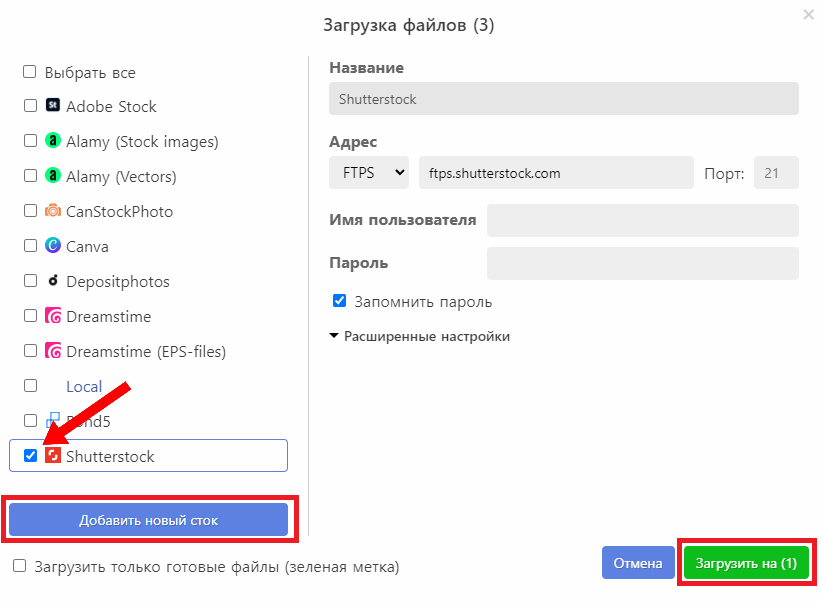 Загрузка файлов (3)
Выбрать все
Adobe Stock
Alamy (Stock images)
Alamy (Vectors)
CanStockPhoto
Canva
Depositphotos
Dreamstime
Dreamstime (EPS-files)
Local
Pond5
Shutterstock
Добавить новый сток
Загрузить только готовые файлы (зеленая метка)
Название
Shutterstock
Адрес
FTPS ftps.shutterstock.com Порт: 21
Имя пользователя
Пароль
Запомнить пароль
Расширенные настройки
Отмена Загрузить на (1)